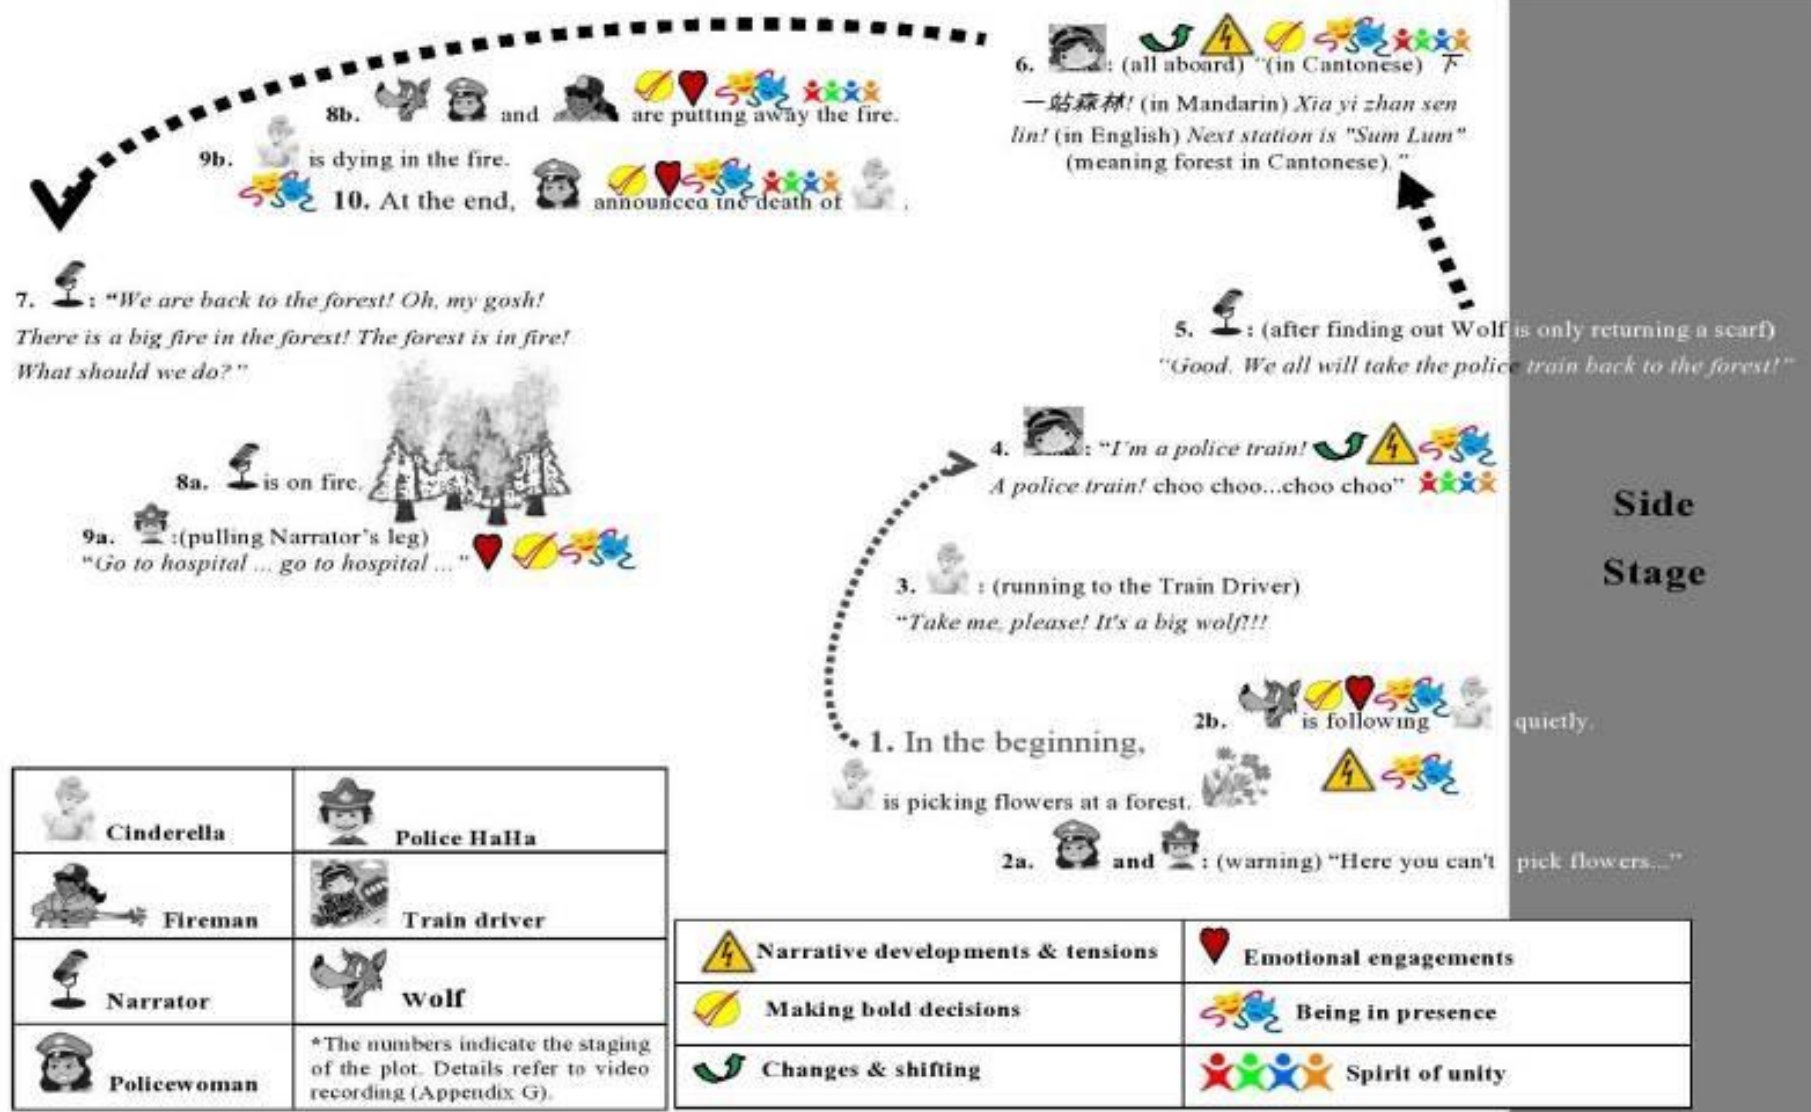 1. In the beginning,
is picking flowers at a forest.
2a. and : (warning) “Here you can't pick flowers...”
2b. is following quietly.
3. : (running to the Train Driver)
“Take me, please! It's a big wolf!!!
4. : “I'm a police train!
A police train! choo choo...choo choo”
5. : (after finding out Wolf is only returning a scarf)
“Good. We all will take the police train back to the forest!”
6. : (all aboard) “(in Cantonese) 下
一站森林! (in Mandarin) Xia yi zhan sen
lin! (in English) Next station is "Sum Lum"
(meaning forest in Cantonese).”
7. : “We are back to the forest! Oh, my gosh!
There is a big fire in the forest! The forest is in fire!
What should we do?”
8a. is on fire.
9a. :(pulling Narrator's leg)
“Go to hospital ... go to hospital ...”
8b. and are putting away the fire.
9b. is dying in the fire.
10. At the end, announced the death of .
Side
Stage
Cinderella
Police HaHa
Fireman
Train driver
Narrator
Wolf
Policewoman
*The numbers indicate the staging
of the plot. Details refer to video
recording (Appendix G).
Narrative developments & tensions
Emotional engagements
Making bold decisions
Being in presence
Changes & shifting
Spirit of unity